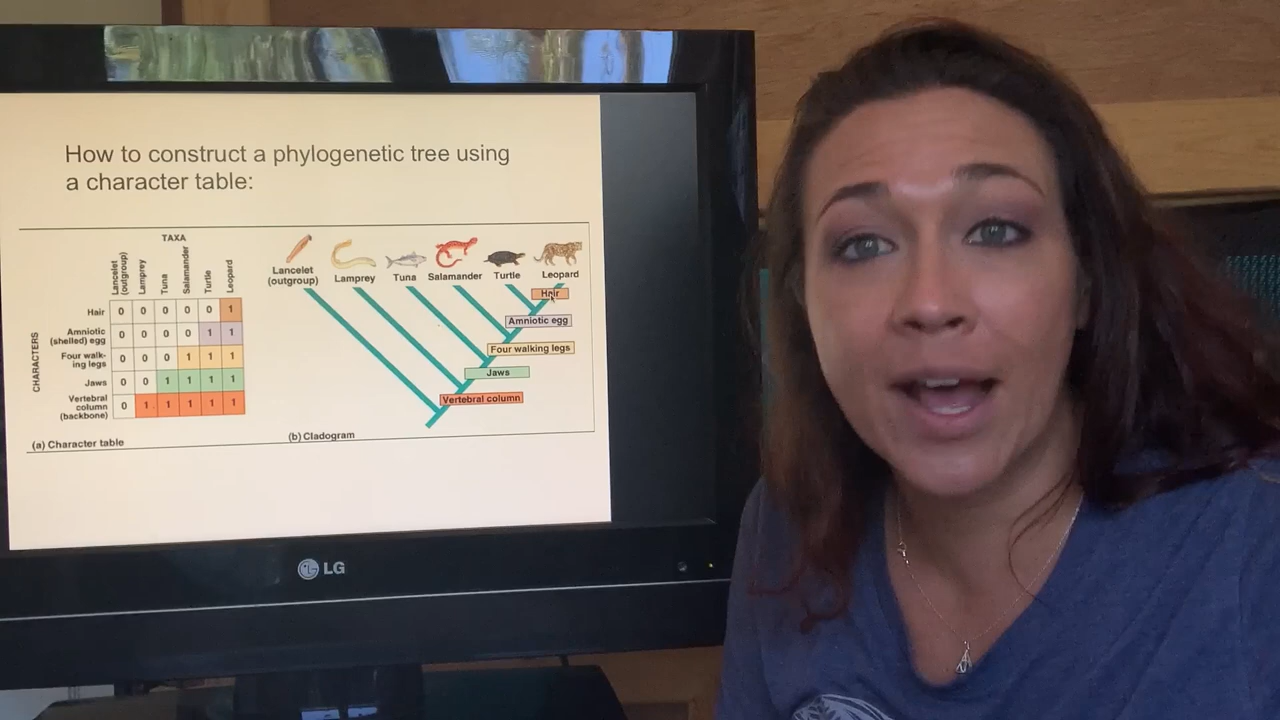 How to construct a phylogenetic tree using
a character table:
TAXA
Lancelet
(outgroup)
Lamprey
Tuna
Salamander
Turtle
Leopard
CHARACTERS
Hair 0 0 0 0 0 1
Amniotic
(shelled) egg 0 0 0 0 1 1
Four walk-
ing legs 0 0 0 1 1 1
Jaws 0 0 1 1 1 1
Vertebral
column
(backbone) 0 1 1 1 1 1
(a) Character table
Lancelet
(outgroup)
Lamprey
Tuna
Salamander
Turtle
Leopard
Hair
Amniotic egg
Four walking legs
Jaws
Vertebral column
(b) Cladogram
LG